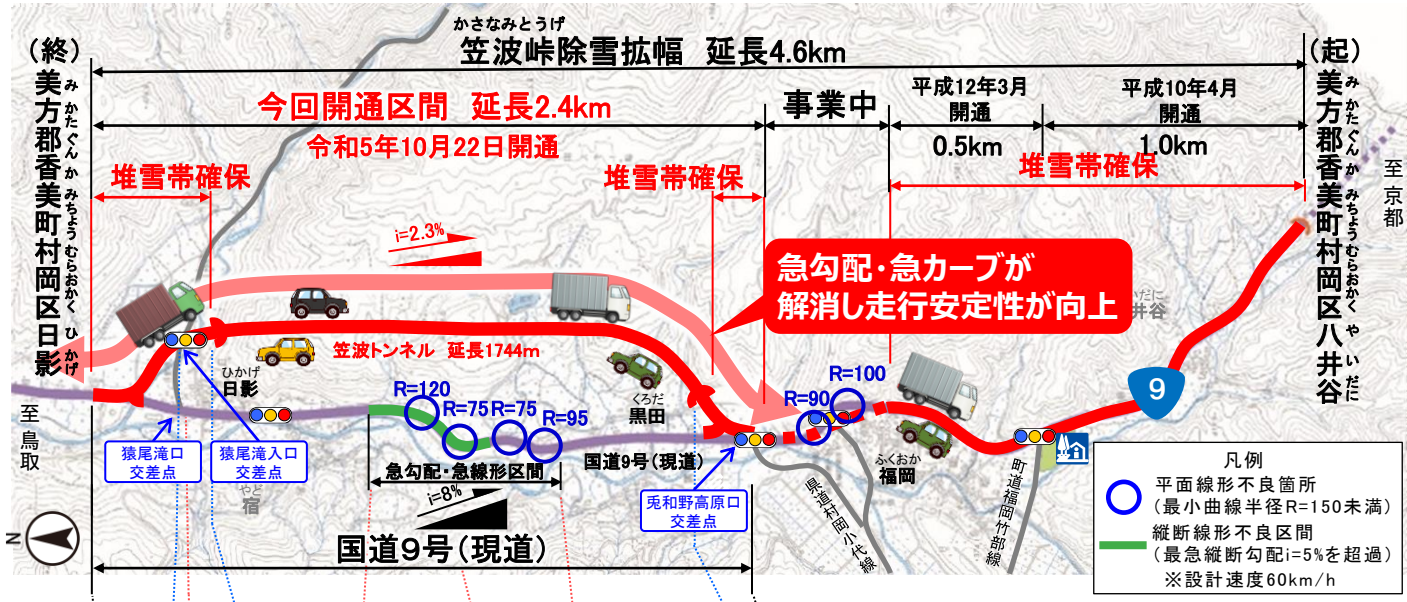 かさなみとうげ
笠波峠除雪拡幅 延長4.6km
(終)
美方郡香美町村岡区日影
みかたぐんかみちょうむらおかくひかげ
(起)
美方郡香美町村岡区八井谷
みかたぐんかみちょうむらおかくやいだに
今回開通区間 延長2.4km
令和5年10月22日開通
事業中
平成12年3月
開通
0.5km
平成10年4月
開通
1.0km
堆雪帯確保
堆雪帯確保
堆雪帯確保
至京都
i=2.3%
急勾配・急カーブが
解消し走行安定性が向上
いだに
井谷
笠波トンネル 延長1744m
ひかげ
日影
くろだ
黒田
R=120
R=75
R=75
R=95
R=90
R=100
9
至鳥取
猿尾滝口
交差点
猿尾滝入口
交差点
やど
宿
急勾配・急線形区間
i=8%
国道9号(現道)
国道9号(現道)
兎和野高原口
交差点
県道村岡小代線
ふくおか
福岡
町道福岡竹部線
N
凡例
平面線形不良箇所
(最小曲線半径R=150未満)
縦断線形不良区間
(最急縦断勾配i=5%を超過)
※設計速度60km/h